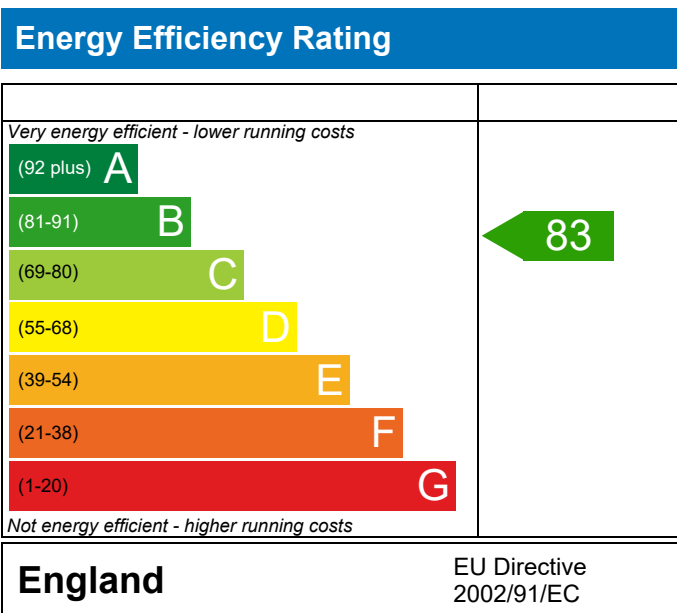 Energy Efficiency Rating
Very energy efficient - lower running costs
(92 plus) A
(81-91) B
83
(69-80) C
(55-68) D
(39-54) E
(21-38) F
(1-20) G
Not energy efficient - higher running costs
England
EU Directive
2002/91/EC